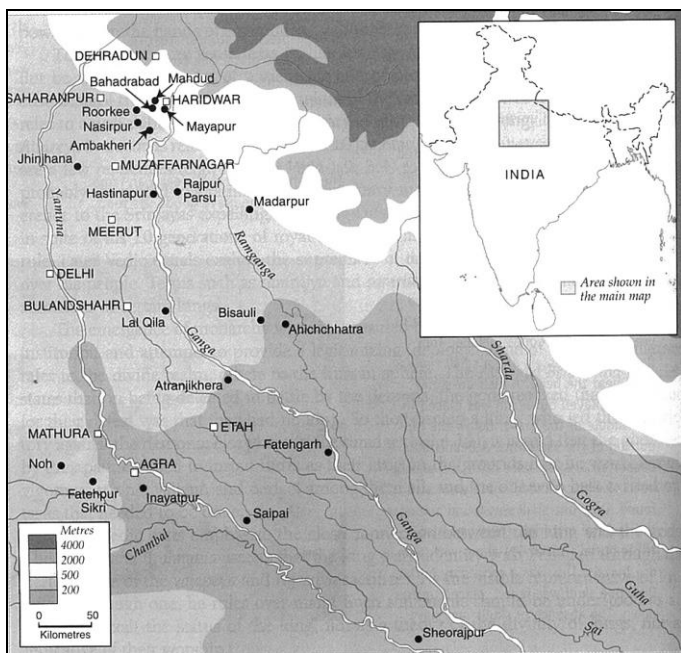 DEHRADUN
Mahdud
Bahadrabad
SAHARANPUR
HARIDWAR
Roorkee
Nasirpur
Mayapur
Ambakheri
Jhinjhana
MUZAFFARNAGAR
Yamuna
Hastinapur
Rajpur
Parsu
Madarpur
MEERUT
Ramganga
DELHI
BULANDSHAHR
Lal Qila
Bisauli
Ahichchhatra
Ganga
Sharda
Atranjikhera
MATHURA
ETAH
Fatehgarh
Noh
AGRA
Fatehpur
Sikri
Inayatpur
Saipai
Gogra
Chambal
Ganga
Guha
Sai
Sheorajpur
INDIA
Area shown in
the main map
Metres
4000
2000
500
200
0 50
Kilometres